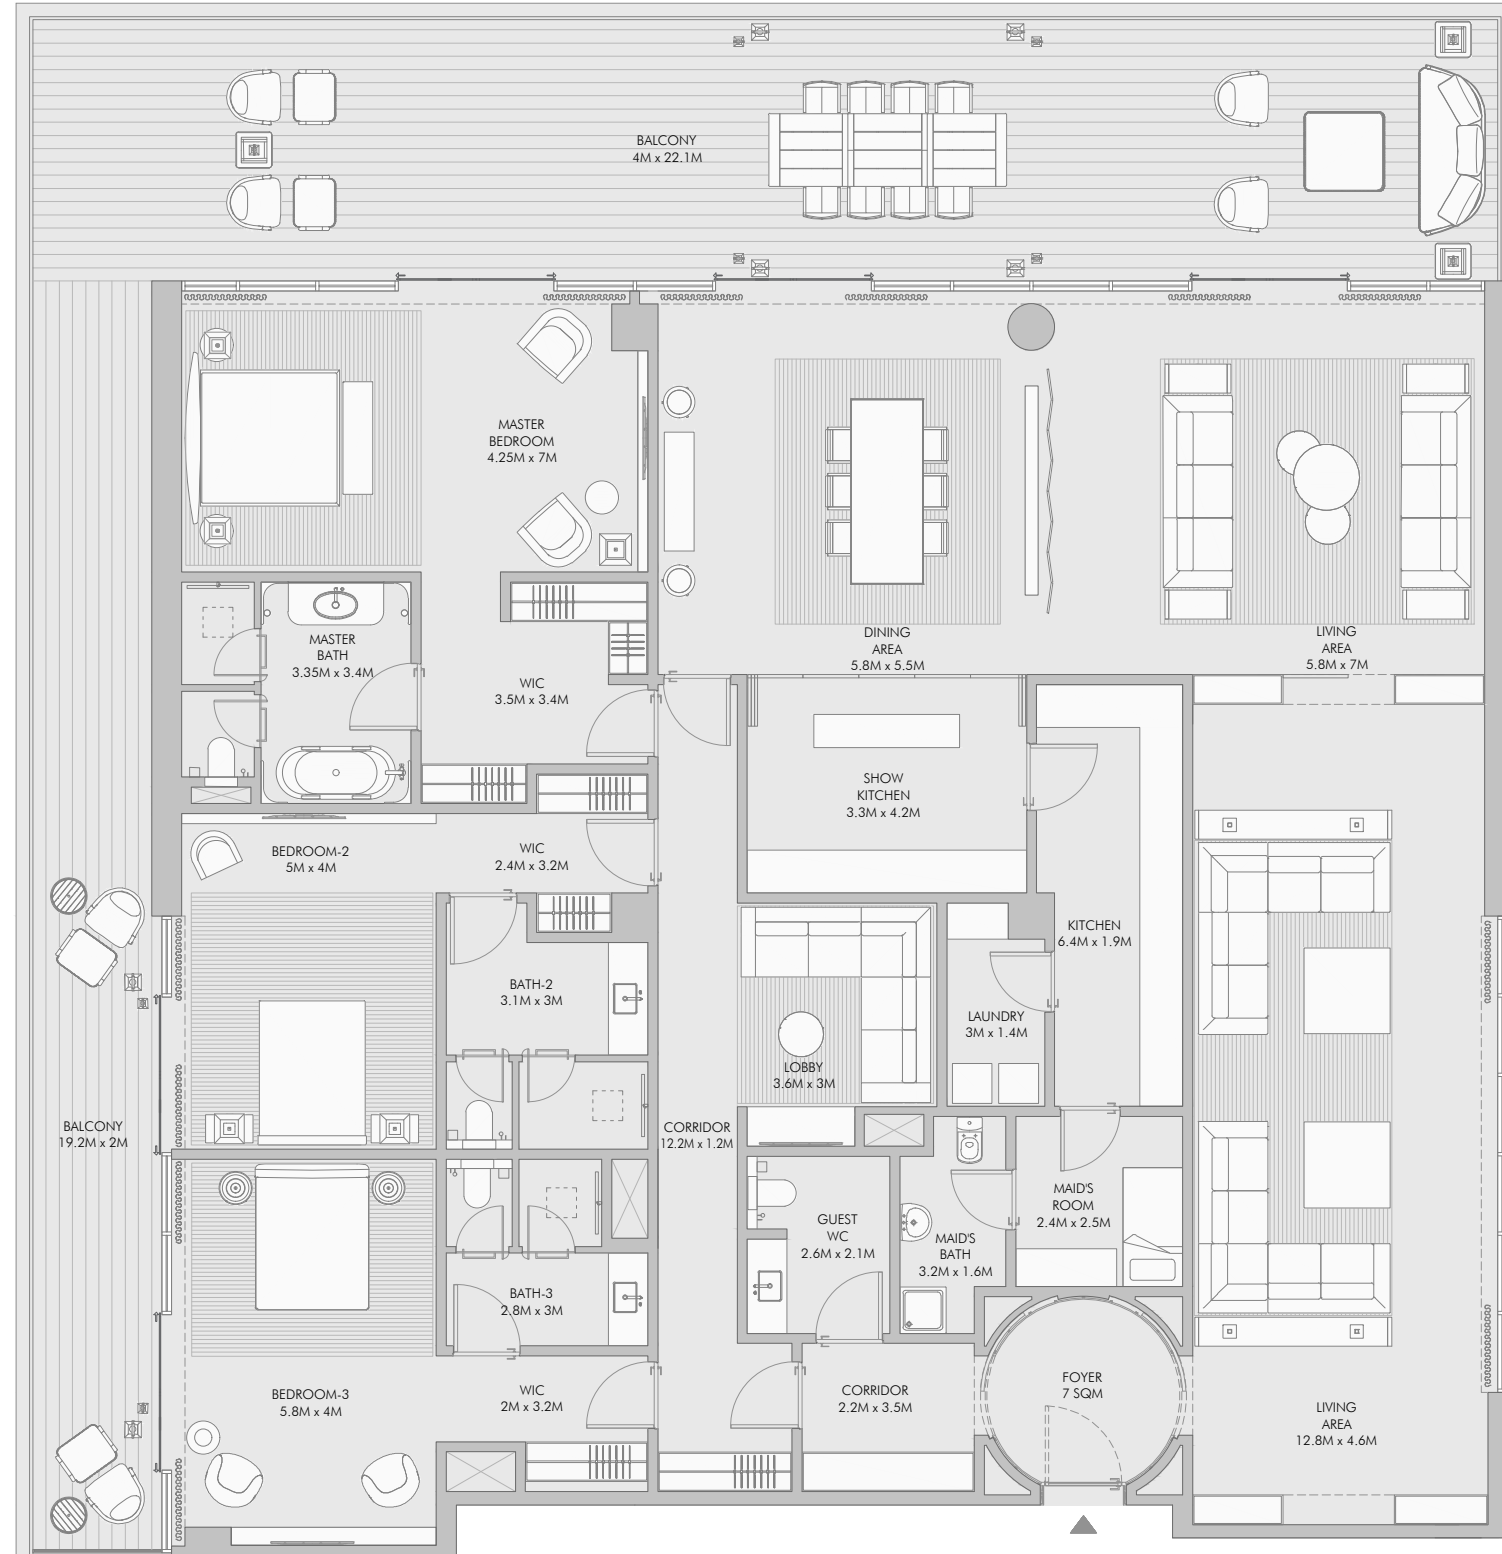 BALCONY
4M x 22.1M
MASTER
BEDROOM
4.25M x 7M
DINING
AREA
5.8M x 5.5M
LIVING
AREA
5.8M x 7M
MASTER
BATH
3.35M x 3.4M
WIC
3.5M x 3.4M
SHOW
KITCHEN
3.3M x 4.2M
BEDROOM-2
5M x 4M
WIC
2.4M x 3.2M
KITCHEN
6.4M x 1.9M
BATH-2
3.1M x 3M
LAUNDRY
3M x 1.4M
LOBBY
3.6M x 3M
BALCONY
19.2M x 2M
CORRIDOR
12.2M x 1.2M
MAID'S
ROOM
2.4M x 2.5M
GUEST
WC
2.6M x 2.1M
MAID'S
BATH
3.2M x 1.6M
BATH-3
2.8M x 3M
BEDROOM-3
5.8M x 4M
WIC
2M x 3.2M
CORRIDOR
2.2M x 3.5M
FOYER
7 SQM
LIVING
AREA
12.8M x 4.6M